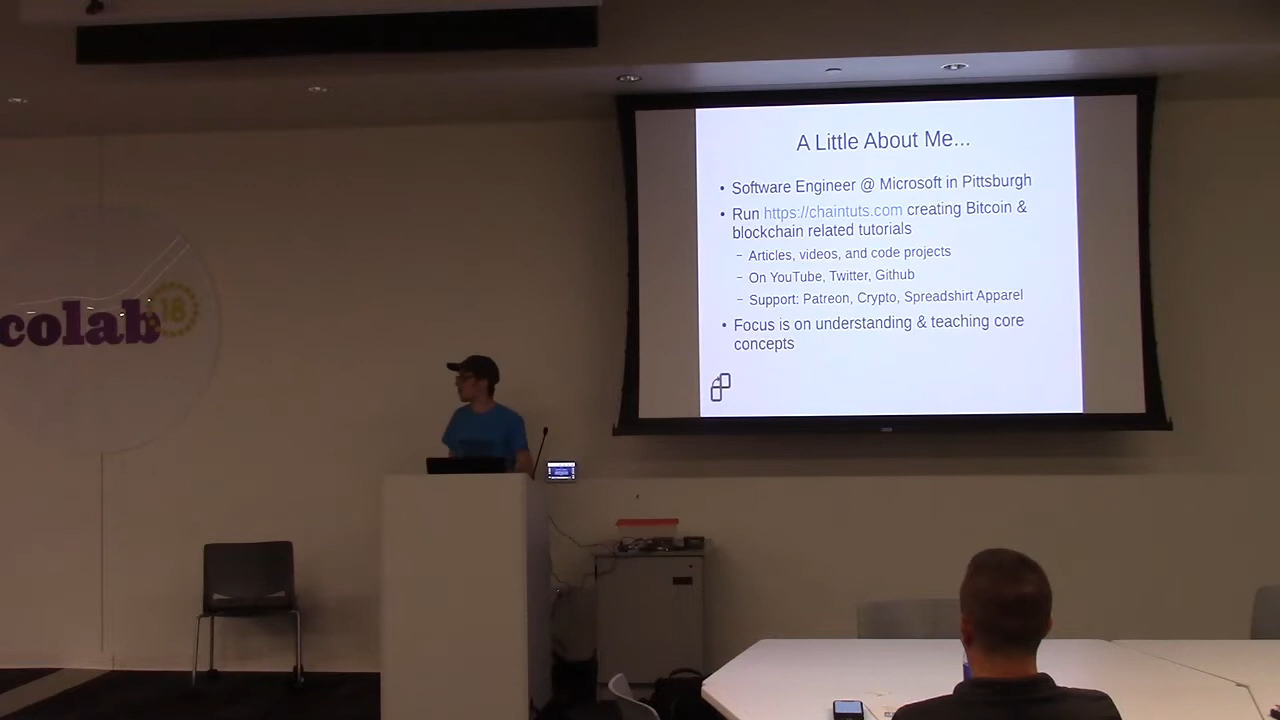 A Little About Me...
• Software Engineer @ Microsoft in Pittsburgh
• Run https://chaintuts.com creating Bitcoin &
blockchain related tutorials
– Articles, videos, and code projects
– On YouTube, Twitter, Github
– Support: Patreon, Crypto, Spreadshirt Apparel
• Focus is on understanding & teaching core
concepts
colab
18